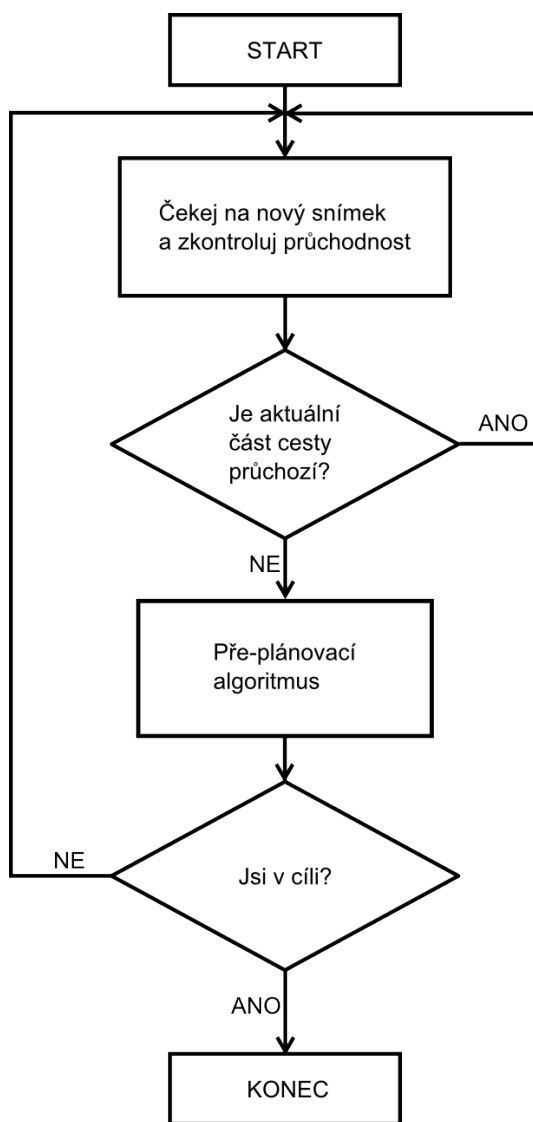 START
Čekej na nový snímek
a zkontroluj průchodnost
Je aktuální
část cesty
průchozí?
ANO
NE
Pře-plánovací
algoritmus
NE
Jsi v cíli?
ANO
KONEC